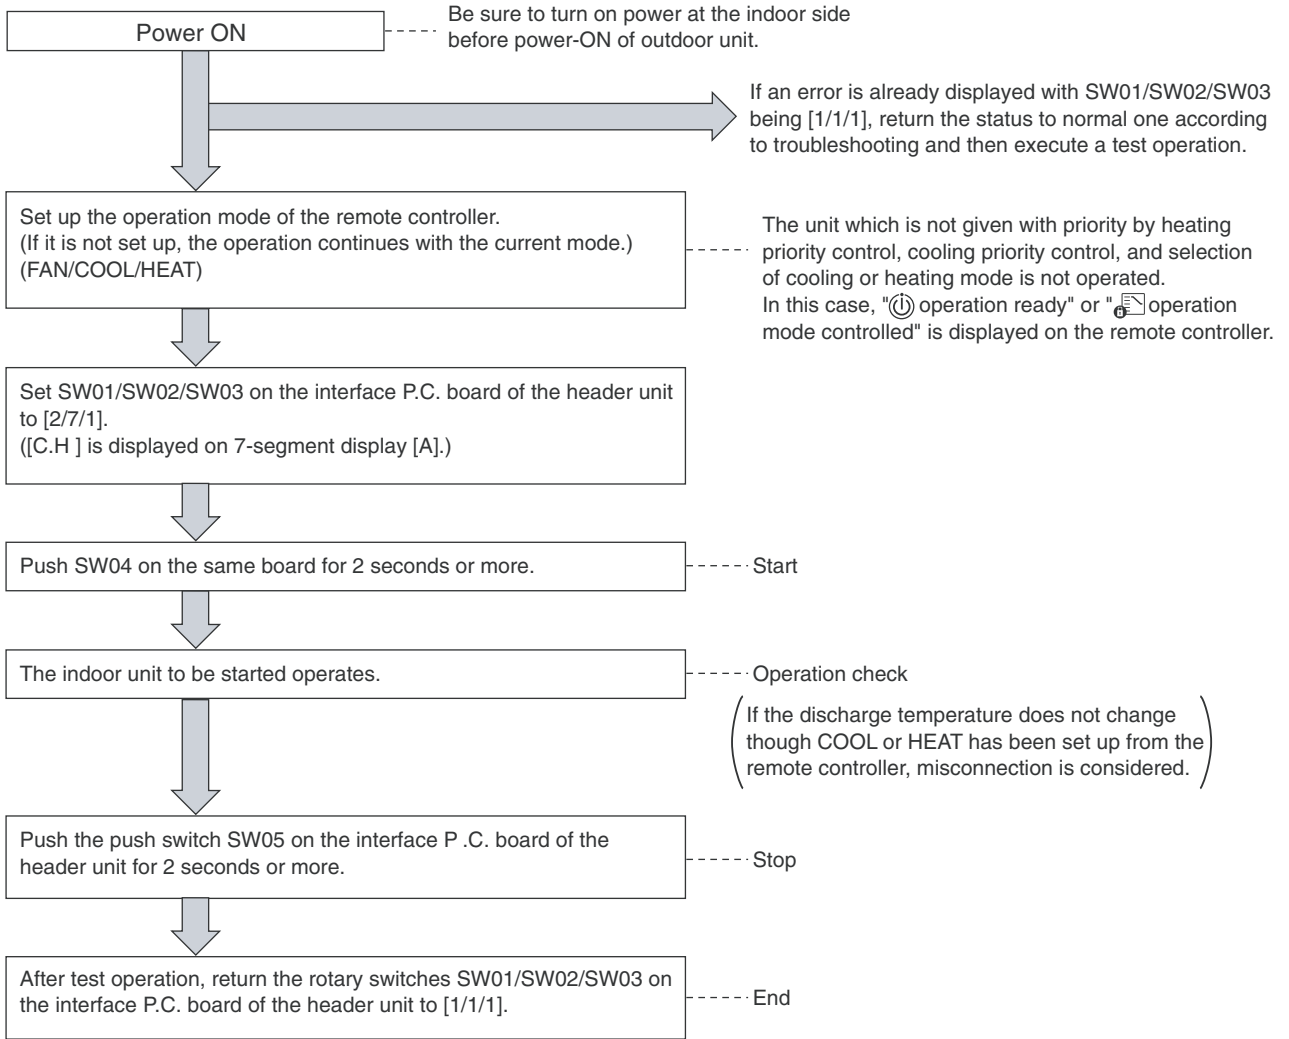 Power ON
Be sure to turn on power at the indoor side
before power-ON of outdoor unit.
If an error is already displayed with SW01/SW02/SW03
being [1/1/1], return the status to normal one according
to troubleshooting and then execute a test operation.
Set up the operation mode of the remote controller.
(If it is not set up, the operation continues with the current mode.)
(FAN/COOL/HEAT)
The unit which is not given with priority by heating
priority control, cooling priority control, and selection
of cooling or heating mode is not operated.
In this case, " operation ready" or " operation
mode controlled" is displayed on the remote controller.
Set SW01/SW02/SW03 on the interface P.C. board of the header unit
to [2/7/1].
([C.H ] is displayed on 7-segment display [A].)
Push SW04 on the same board for 2 seconds or more.
Start
The indoor unit to be started operates.
Operation check
If the discharge temperature does not change
though COOL or HEAT has been set up from the
remote controller, misconnection is considered.
Push the push switch SW05 on the interface P .C. board of the
header unit for 2 seconds or more.
Stop
After test operation, return the rotary switches SW01/SW02/SW03 on
the interface P.C. board of the header unit to [1/1/1].
End